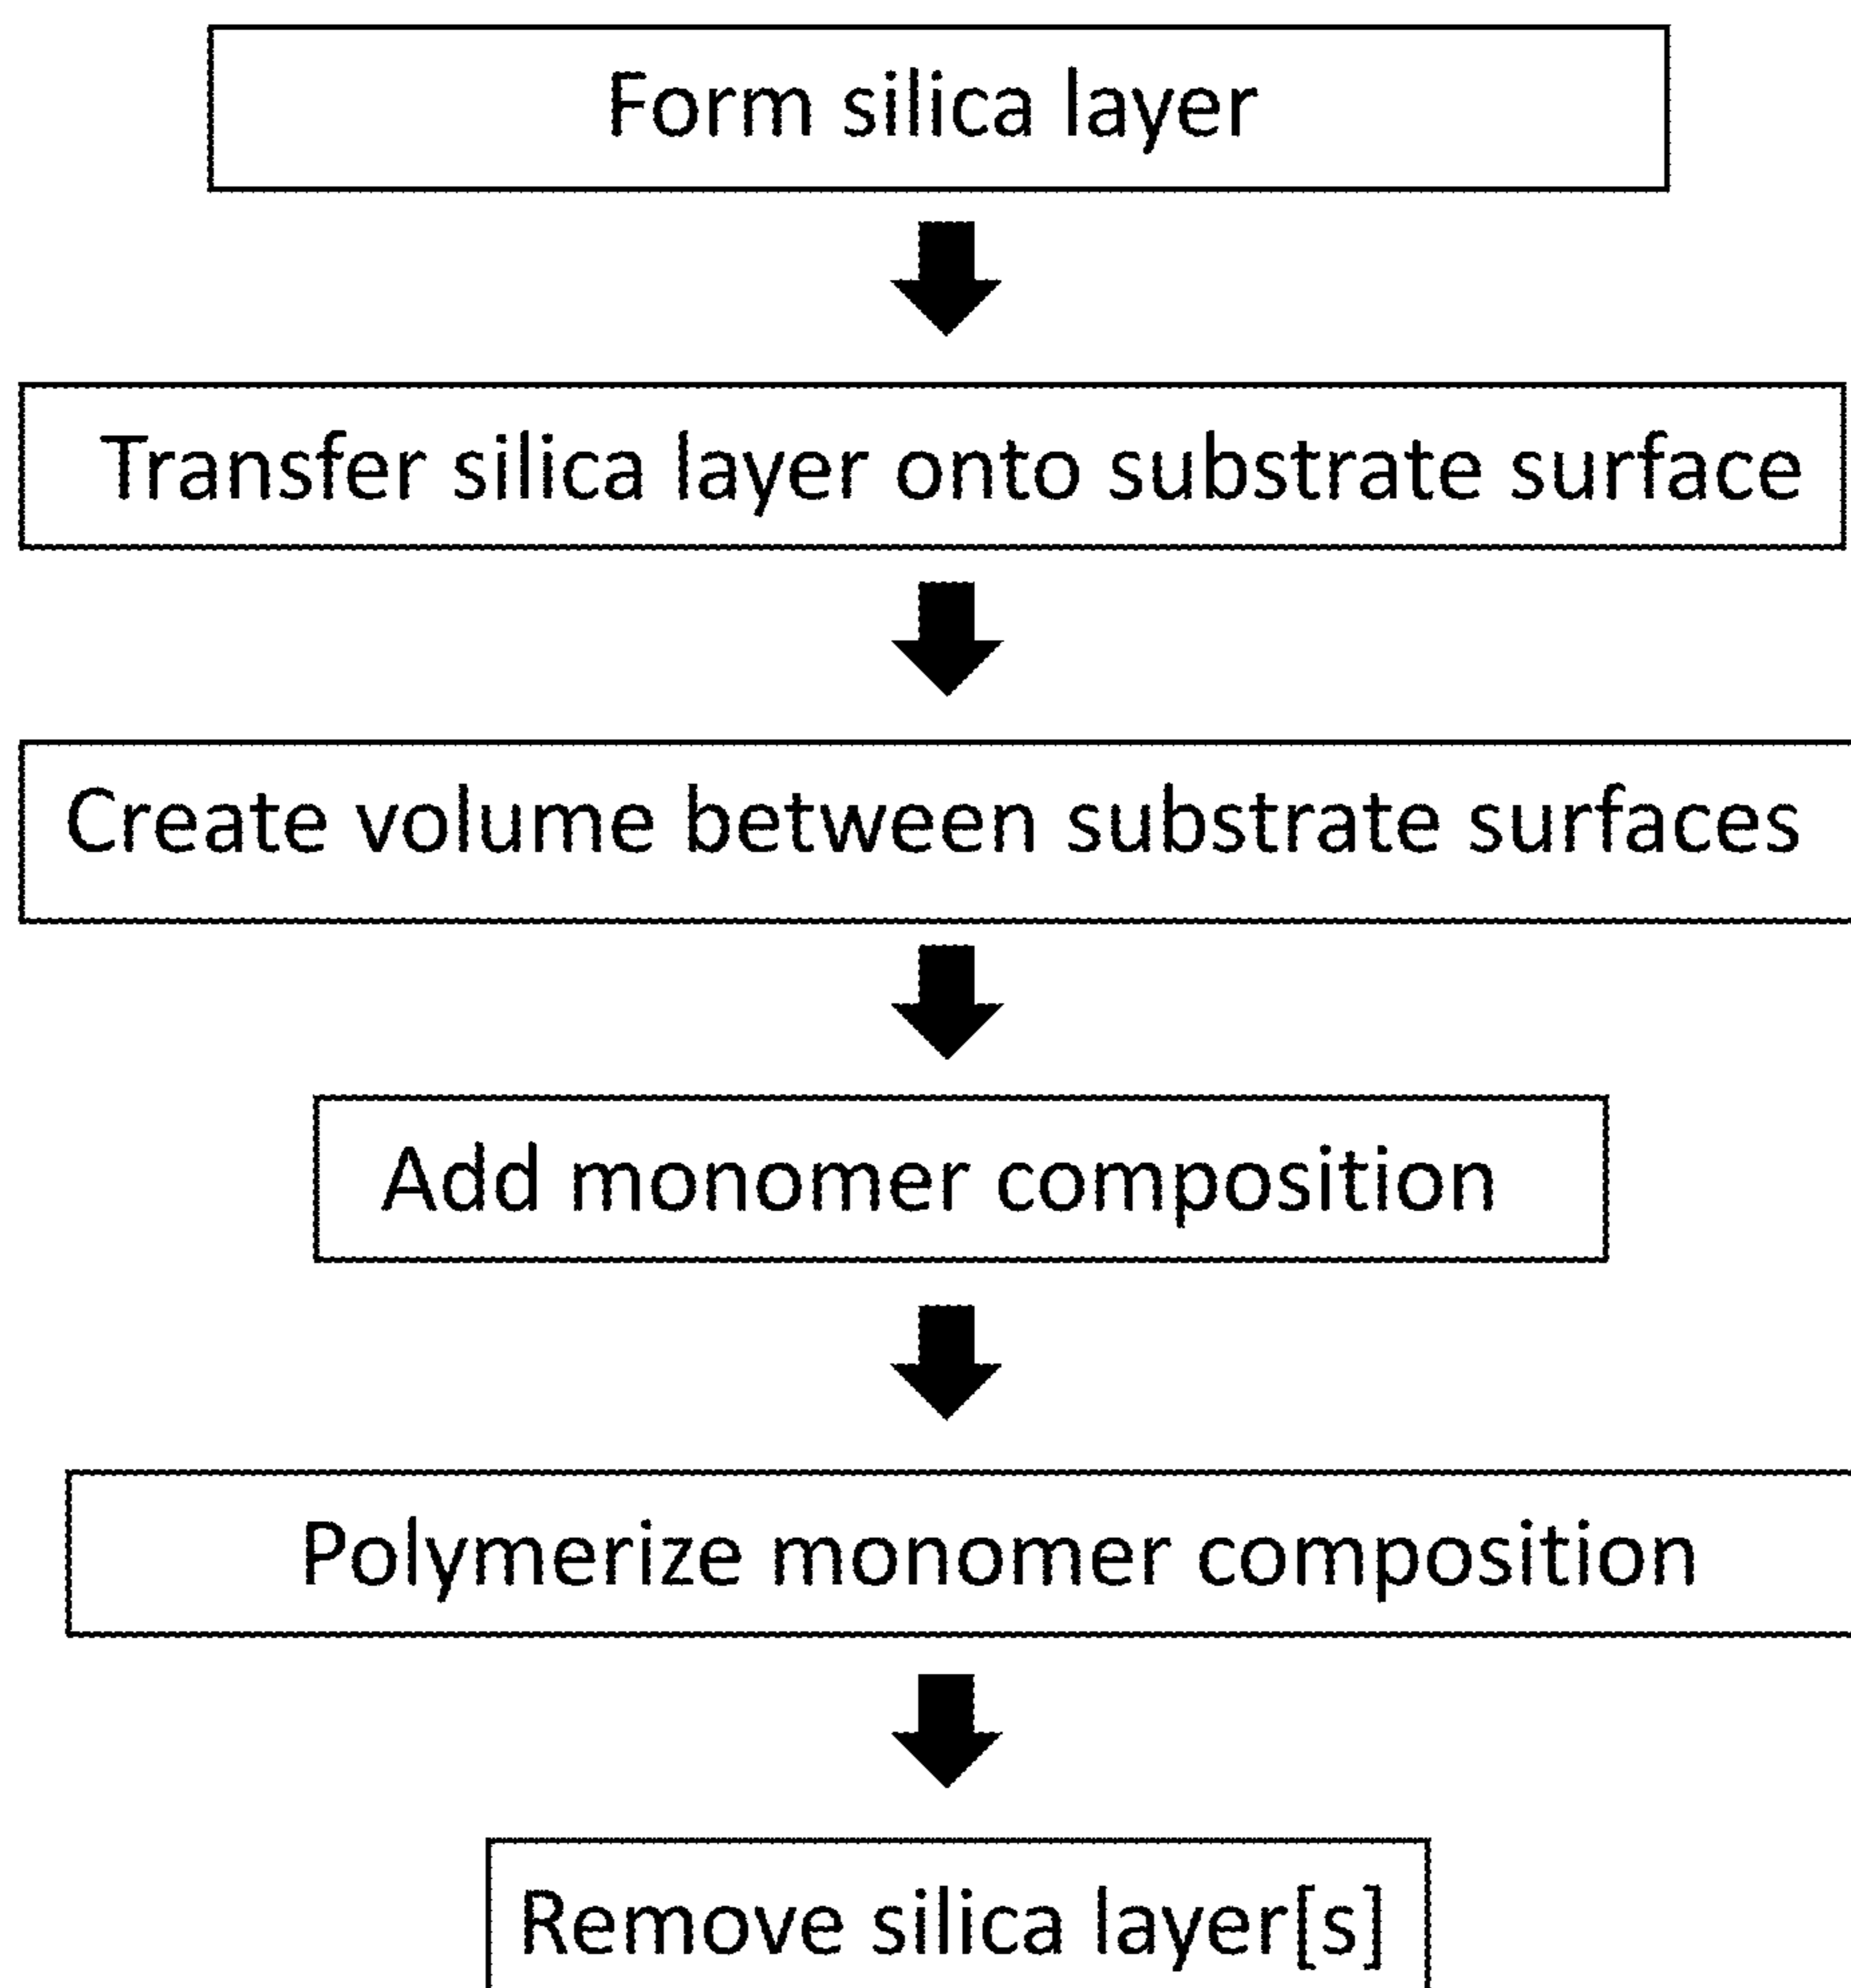 Form silica layer
Transfer silica layer onto substrate surface
Create volume between substrate surfaces
Add monomer composition
Polymerize monomer composition
Remove silica layer[s]